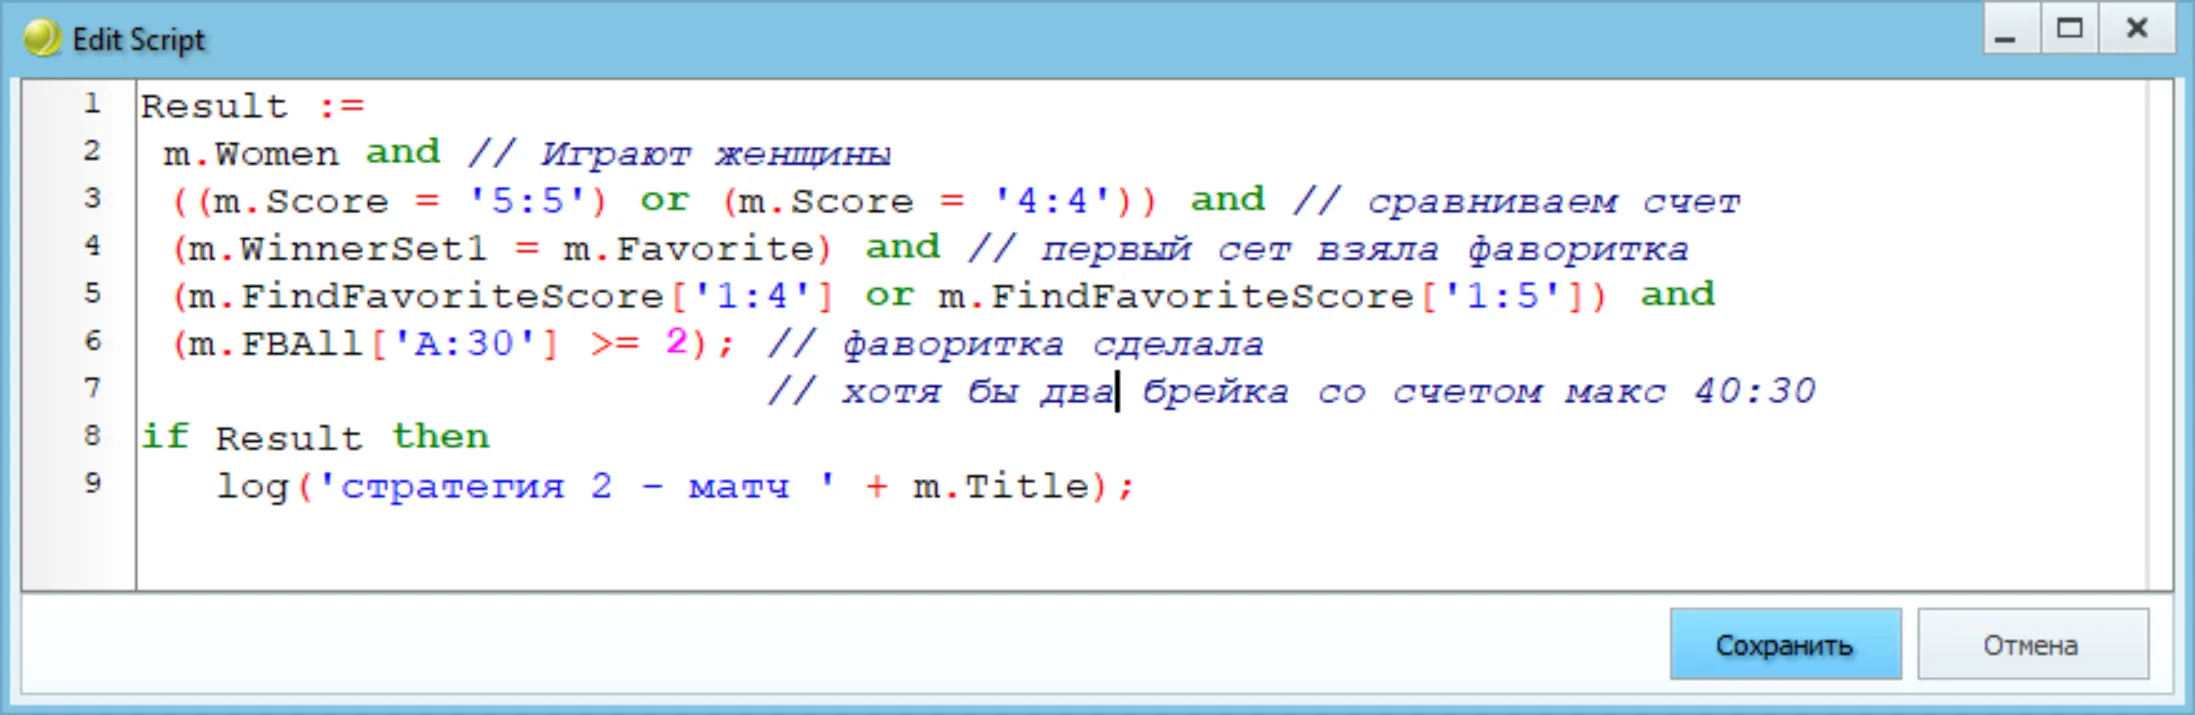 Edit Script
1 Result :=
2 m.Women and // Играют женщины
3 ((m.Score = '5:5') or (m.Score = '4:4')) and // сравниваем счет
4 (m.WinnerSet1 = m.Favorite) and // первый сет взяла фаворитка
5 (m.FindFavoriteScore['1:4'] or m.FindFavoriteScore['1:5']) and
6 (m.FBAll['A:30'] >= 2); // фаворитка сделала
7 // хотя бы два брейка со счетом макс 40:30
8 if Result then
9 log('стратегия 2 - матч ' + m.Title);
Сохранить Отмена